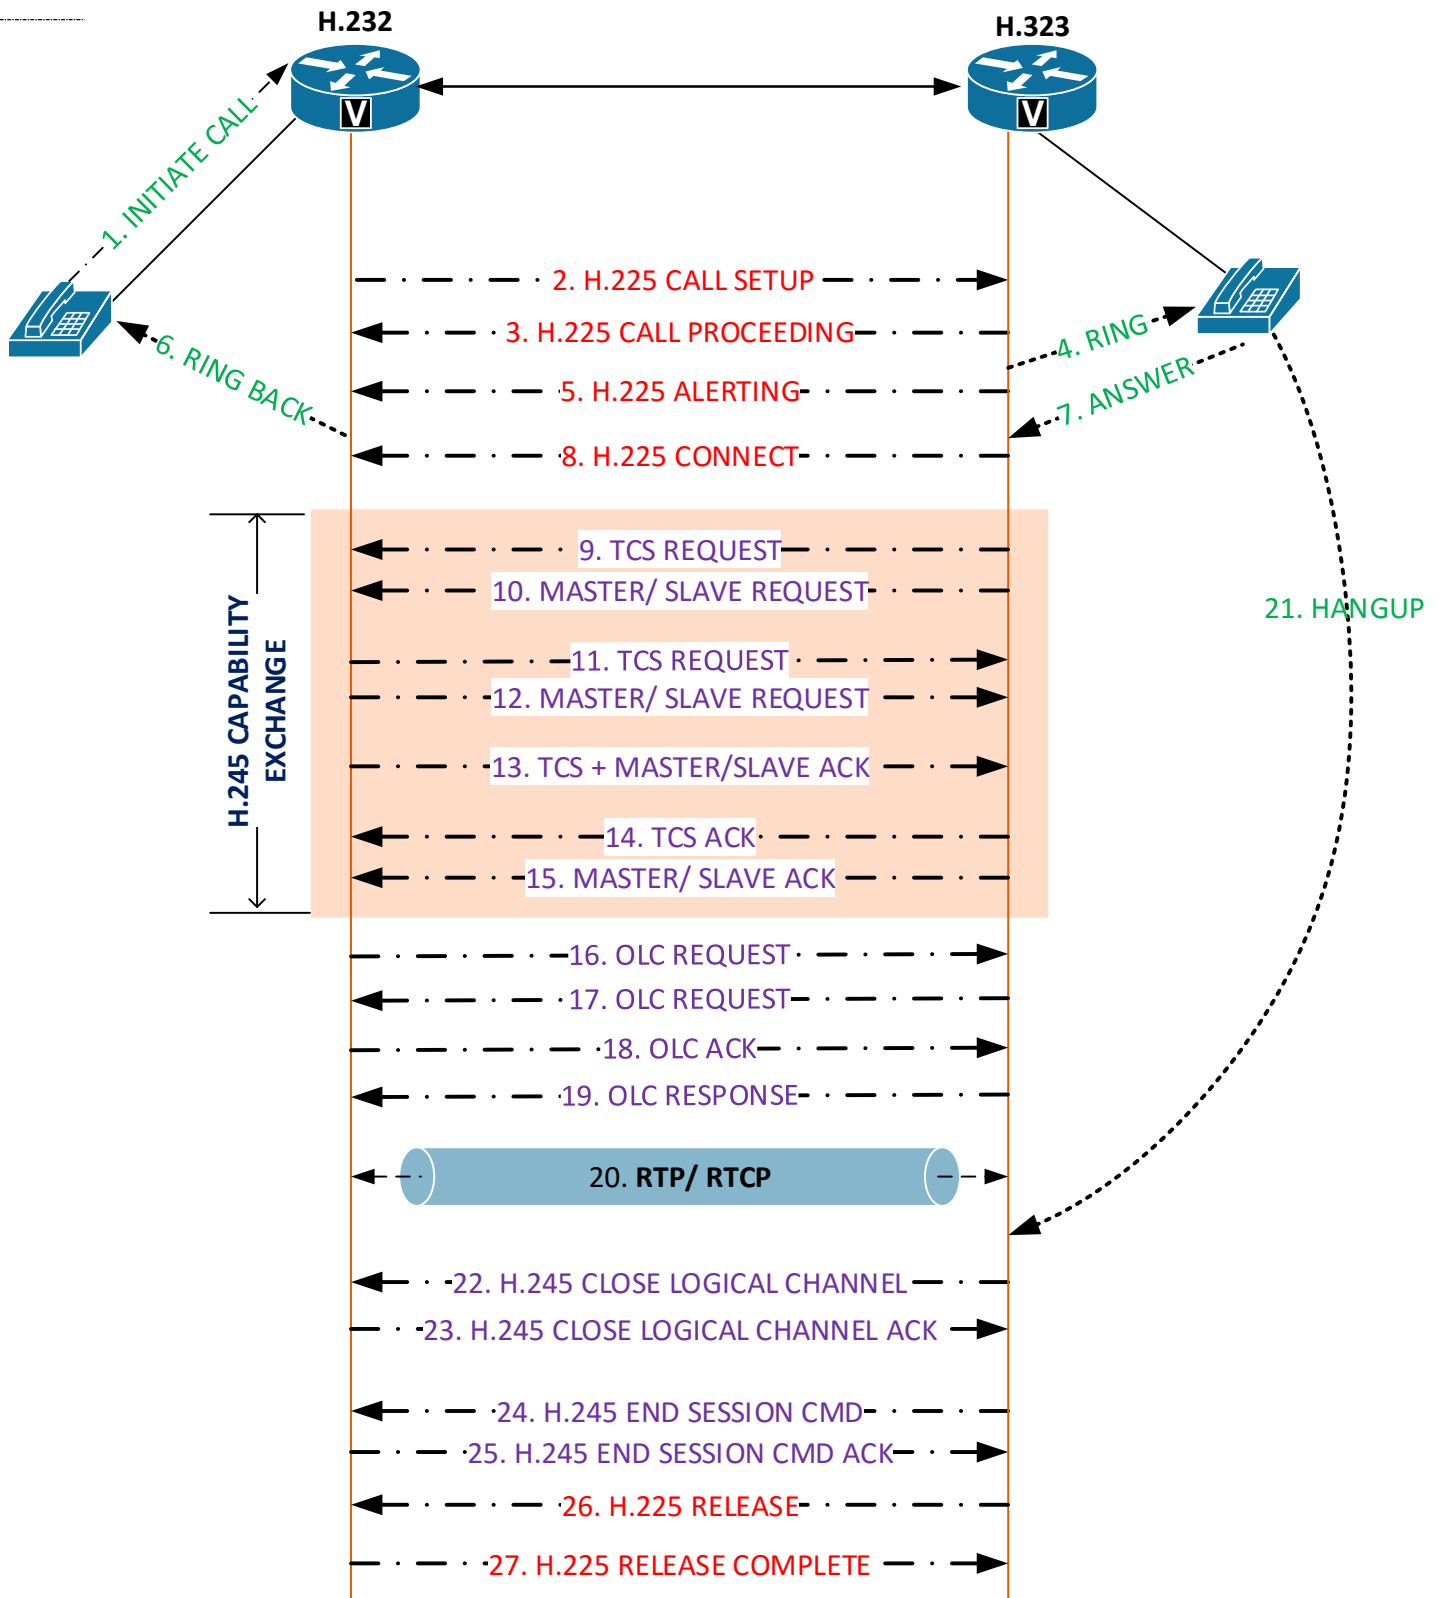 H.232
H.323
V
V
1. INITIATE CALL
2. H.225 CALL SETUP
3. H.225 CALL PROCEEDING
4. RING
5. H.225 ALERTING
6. RING BACK
7. ANSWER
8. H.225 CONNECT
H.245 CAPABILITY
EXCHANGE
9. TCS REQUEST
10. MASTER/ SLAVE REQUEST
11. TCS REQUEST
12. MASTER/ SLAVE REQUEST
13. TCS + MASTER/SLAVE ACK
14. TCS ACK
15. MASTER/ SLAVE ACK
16. OLC REQUEST
17. OLC REQUEST
18. OLC ACK
19. OLC RESPONSE
20. RTP/ RTCP
21. HANGUP
22. H.245 CLOSE LOGICAL CHANNEL
23. H.245 CLOSE LOGICAL CHANNEL ACK
24. H.245 END SESSION CMD
25. H.245 END SESSION CMD ACK
26. H.225 RELEASE
27. H.225 RELEASE COMPLETE